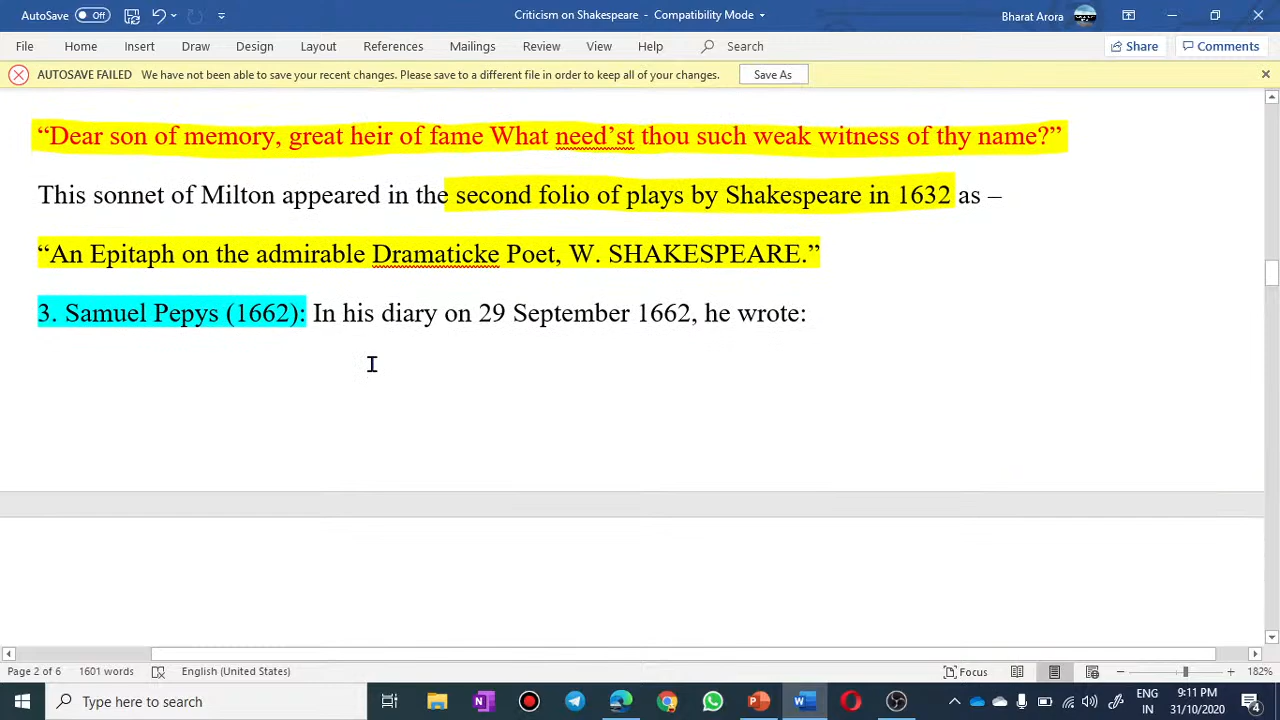 AutoSave Off Criticism on Shakespeare - Compatibility Mode Bharat Arora
File Home Insert Draw Design Layout References Mailings Review View Help Search Share Comments
AUTOSAVE FAILED We have not been able to save your recent changes. Please save to a different file in order to keep all of your changes. Save As
“Dear son of memory, great heir of fame What need’st thou such weak witness of thy name?”
This sonnet of Milton appeared in the second folio of plays by Shakespeare in 1632 as –
“An Epitaph on the admirable Dramaticke Poet, W. SHAKESPEARE.”
3. Samuel Pepys (1662): In his diary on 29 September 1662, he wrote:
Page 2 of 6 1601 words English (United States) Focus 182%
Type here to search ENG 9:11 PM
IN 31/10/2020 4